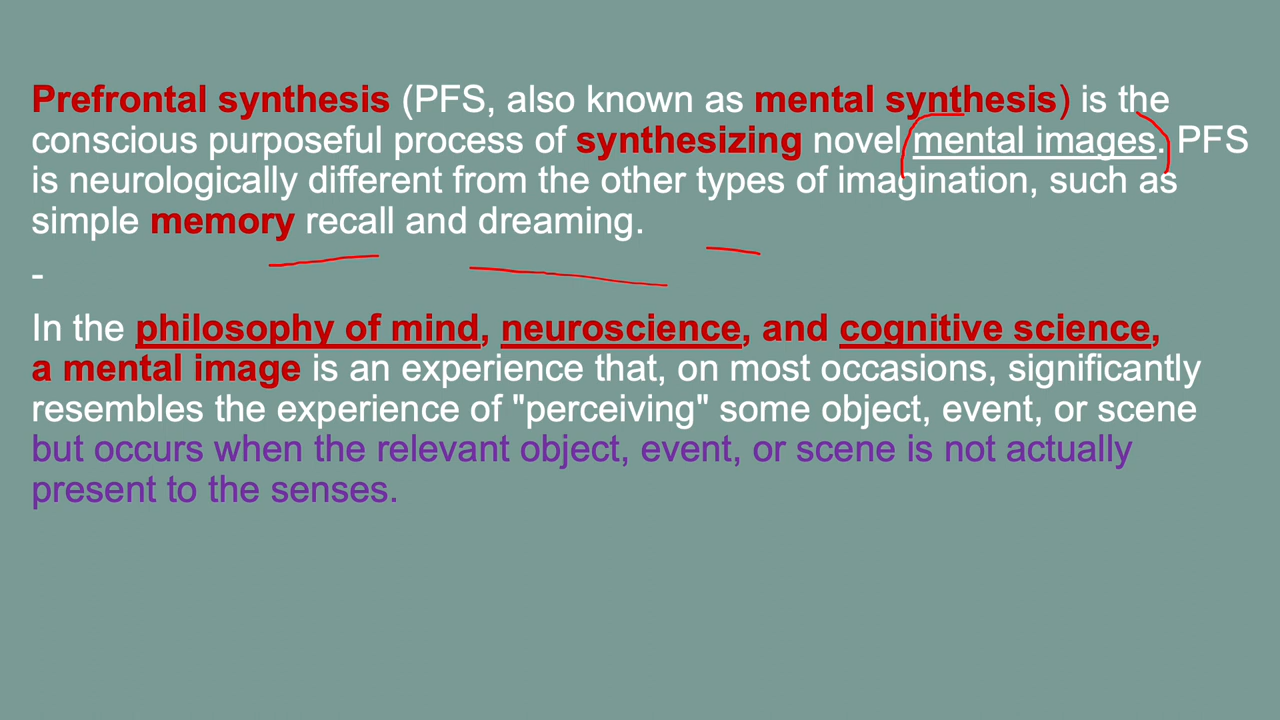 Prefrontal synthesis (PFS, also known as mental synthesis) is the
conscious purposeful process of synthesizing novel mental images. PFS
is neurologically different from the other types of imagination, such as
simple memory recall and dreaming.
-
In the philosophy of mind, neuroscience, and cognitive science,
a mental image is an experience that, on most occasions, significantly
resembles the experience of "perceiving" some object, event, or scene
but occurs when the relevant object, event, or scene is not actually
present to the senses.